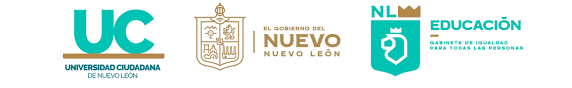 UC
UNIVERSIDAD CIUDADANA
DE NUEVO LEÓN
EL GOBIERNO DEL
NUEVO
NUEVO LEÓN
NL
EDUCACIÓN
GABINETE DE IGUALDAD
PARA TODAS LAS PERSONAS